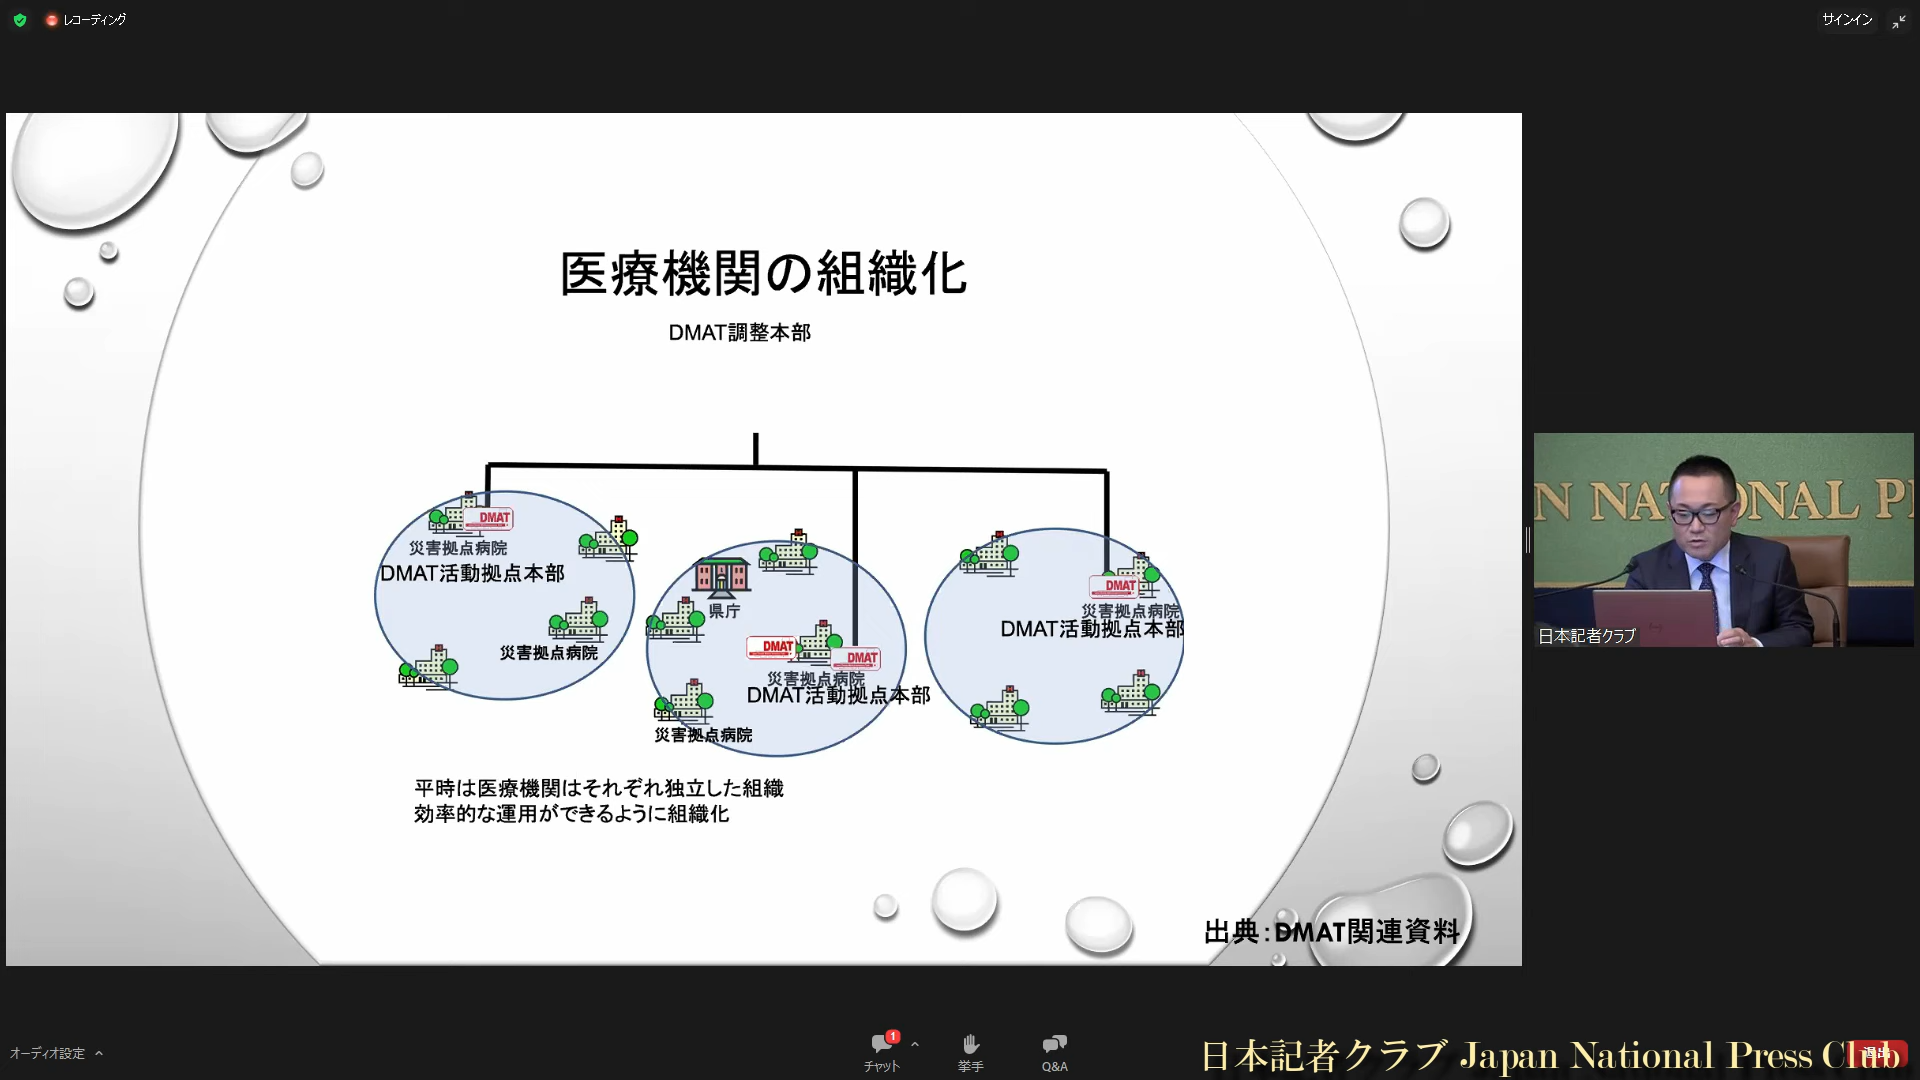 レコーディング
サインイン
医療機関の組織化
DMAT調整本部
DMAT
災害拠点病院
DMAT活動拠点本部
災害拠点病院
県庁
DMAT
DMAT
災害拠点病院
DMAT活動拠点本部
災害拠点病院
DMAT
災害拠点病院
DMAT活動拠点本部
平時は医療機関はそれぞれ独立した組織
効率的な運用ができるように組織化
出典：DMAT関連資料
N NATIONAL P
日本記者クラブ
オーディオ設定
1
チャット
挙手
Q&A
日本記者クラブ Japan National Press Club
退出